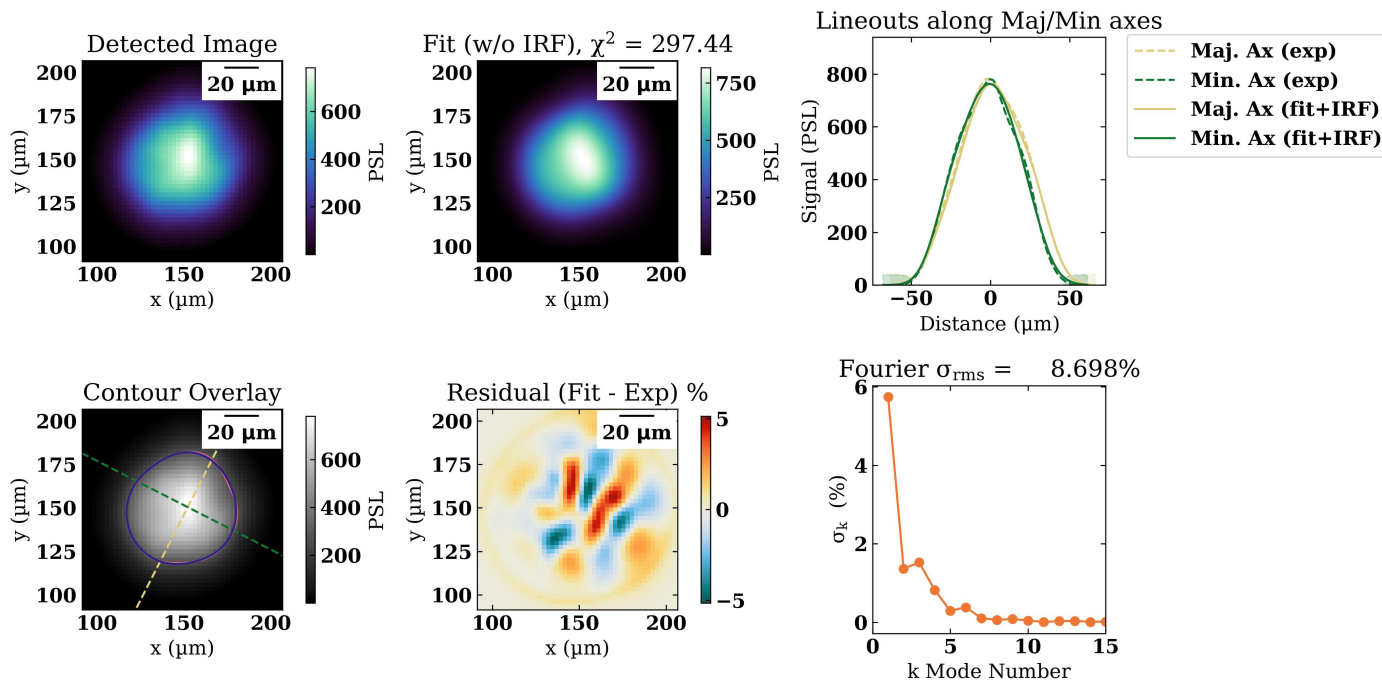 Detected Image
20 μm
200
175
150
125
100
y (μm)
100
150
200
x (μm)
600
400
200
PSL
Fit (w/o IRF), χ² = 297.44
20 μm
200
175
150
125
100
y (μm)
100
150
200
x (μm)
750
500
250
PSL
Lineouts along Maj/Min axes
800
600
400
200
0
Signal (PSL)
−50
0
50
Distance (μm)
Maj. Ax (exp)
Min. Ax (exp)
Maj. Ax (fit+IRF)
Min. Ax (fit+IRF)
Contour Overlay
20 μm
200
175
150
125
100
y (μm)
100
150
200
x (μm)
600
400
200
PSL
Residual (Fit - Exp) %
20 μm
200
175
150
125
100
y (μm)
100
150
200
x (μm)
5
0
−5
Fourier σrms = 8.698%
6
4
2
0
σk (%)
0
5
10
15
k Mode Number